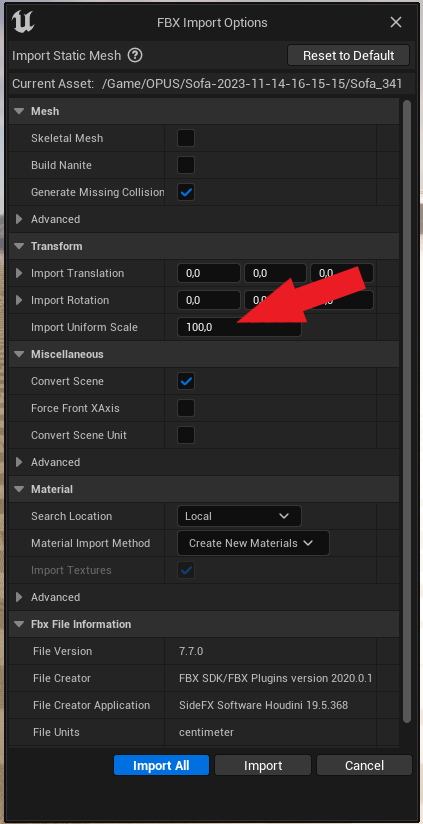 FBX Import Options
Import Static Mesh ? Reset to Default
Current Asset: /Game/OPUS/Sofa-2023-11-14-16-15-15/Sofa_341
Mesh
Skeletal Mesh
Build Nanite
Generate Missing Collision
Advanced
Transform
Import Translation 0,0 0,0 0,0
Import Rotation 0,0 0,0
Import Uniform Scale 100,0
Miscellaneous
Convert Scene
Force Front XAxis
Convert Scene Unit
Advanced
Material
Search Location Local
Material Import Method Create New Materials
Import Textures
Advanced
Fbx File Information
File Version 7.7.0
File Creator FBX SDK/FBX Plugins version 2020.0.1
File Creator Application SideFX Software Houdini 19.5.368
File Units centimeter
Import All Import Cancel